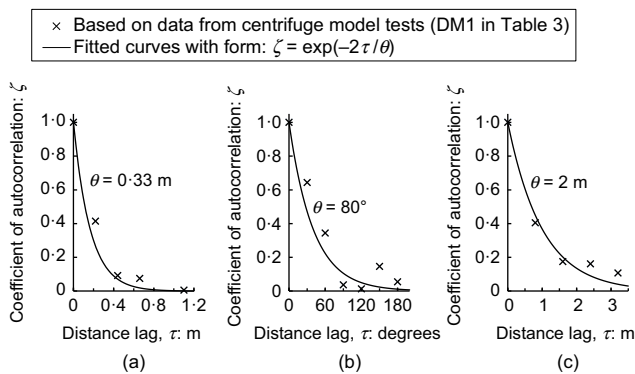 Based on data from centrifuge model tests (DM1 in Table 3)
Fitted curves with form: ζ = exp(−2τ/θ)
Coefficient of autocorrelation: ζ
1·0
0·8
0·6
0·4
0·2
0
θ = 0·33 m
0 0·4 0·8 1·2
Distance lag, τ: m
(a)
Coefficient of autocorrelation: ζ
1·0
0·8
0·6
0·4
0·2
0
θ = 80°
0 60 120 180
Distance lag, τ: degrees
(b)
Coefficient of autocorrelation: ζ
1·0
0·8
0·6
0·4
0·2
0
θ = 2 m
0 1 2 3
Distance lag, τ: m
(c)